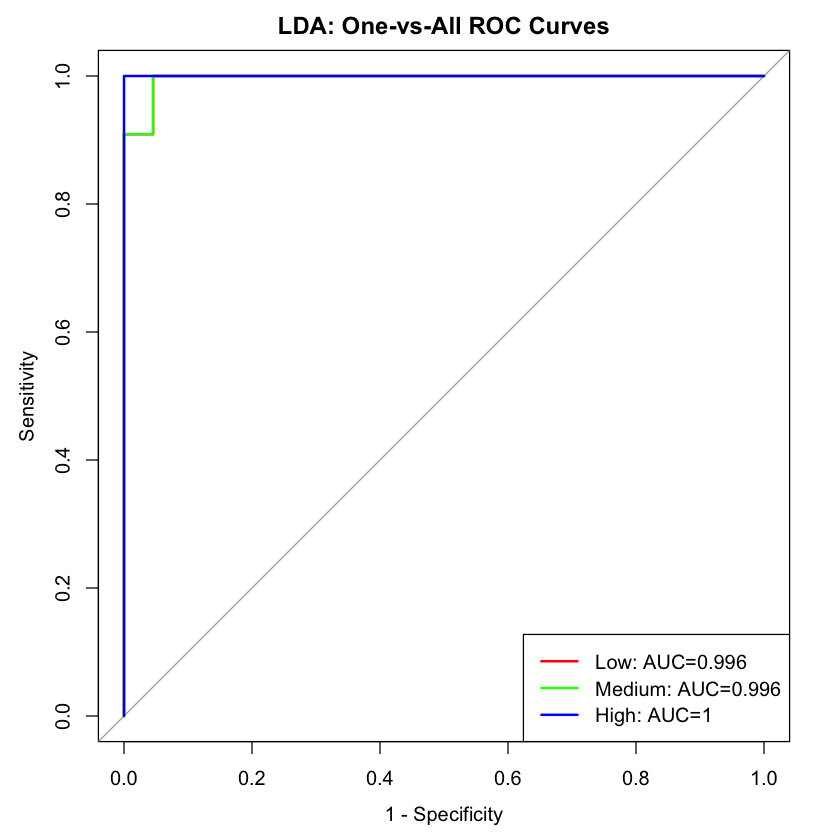 LDA: One-vs-All ROC Curves
Sensitivity
1.0
0.8
0.6
0.4
0.2
0.0
Low: AUC=0.996
Medium: AUC=0.996
High: AUC=1
0.0 0.2 0.4 0.6 0.8 1.0
1 - Specificity